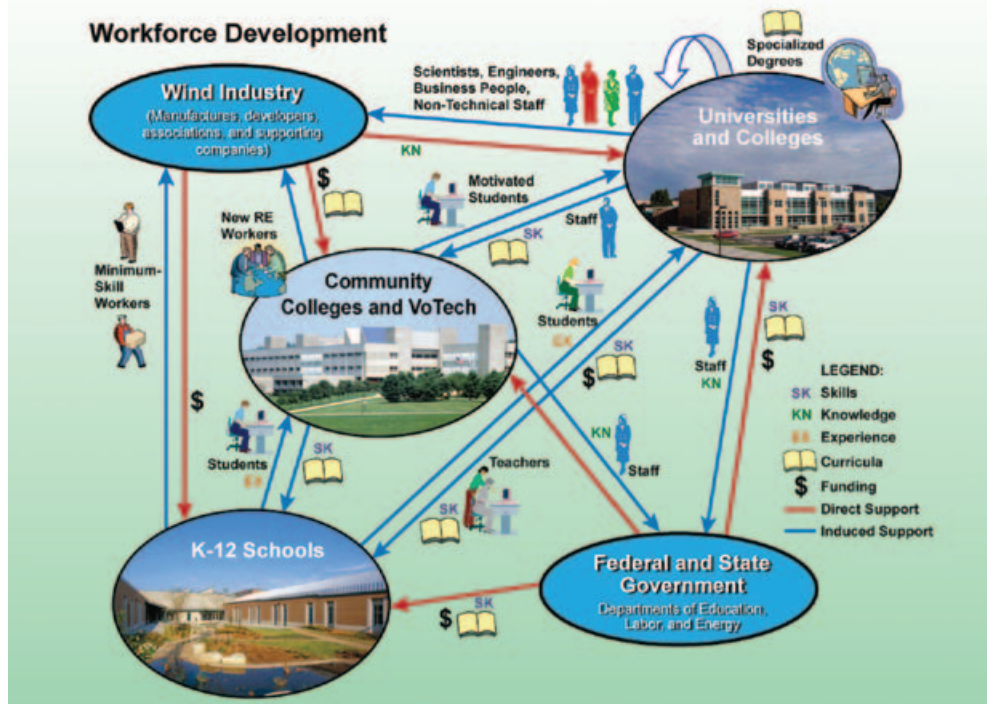 Workforce Development
Wind Industry
(Manufactures, developers,
associations, and supporting
companies)
Scientists, Engineers,
Business People,
Non-Technical Staff
Specialized
Degrees
Universities
and Colleges
KN
$
Motivated
Students
SK
Staff
New RE
Workers
Minimum-
Skill
Workers
Community
Colleges and VoTech
Students
SK
$
SK
$
Staff
KN
$
Students
SK
KN
Staff
Teachers
SK
K-12 Schools
Federal and State
Government
Departments of Education,
Labor, and Energy
$
SK
LEGEND:
SK Skills
KN Knowledge
Experience
Curricula
$ Funding
Direct Support
Induced Support